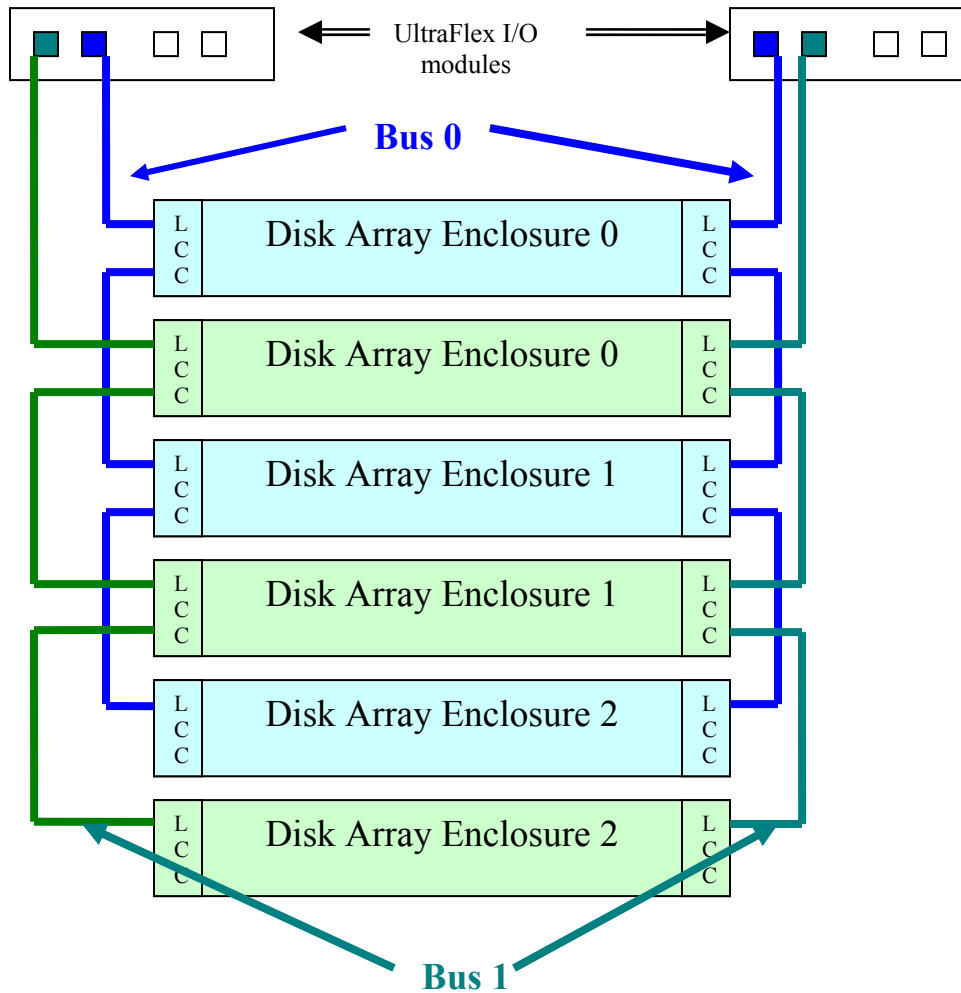 UltraFlex I/O
modules
Bus 0
L
C
C
Disk Array Enclosure 0
L
C
C
L
C
C
Disk Array Enclosure 0
L
C
C
L
C
C
Disk Array Enclosure 1
L
C
C
L
C
C
Disk Array Enclosure 1
L
C
C
L
C
C
Disk Array Enclosure 2
L
C
C
L
C
C
Disk Array Enclosure 2
L
C
C
Bus 1